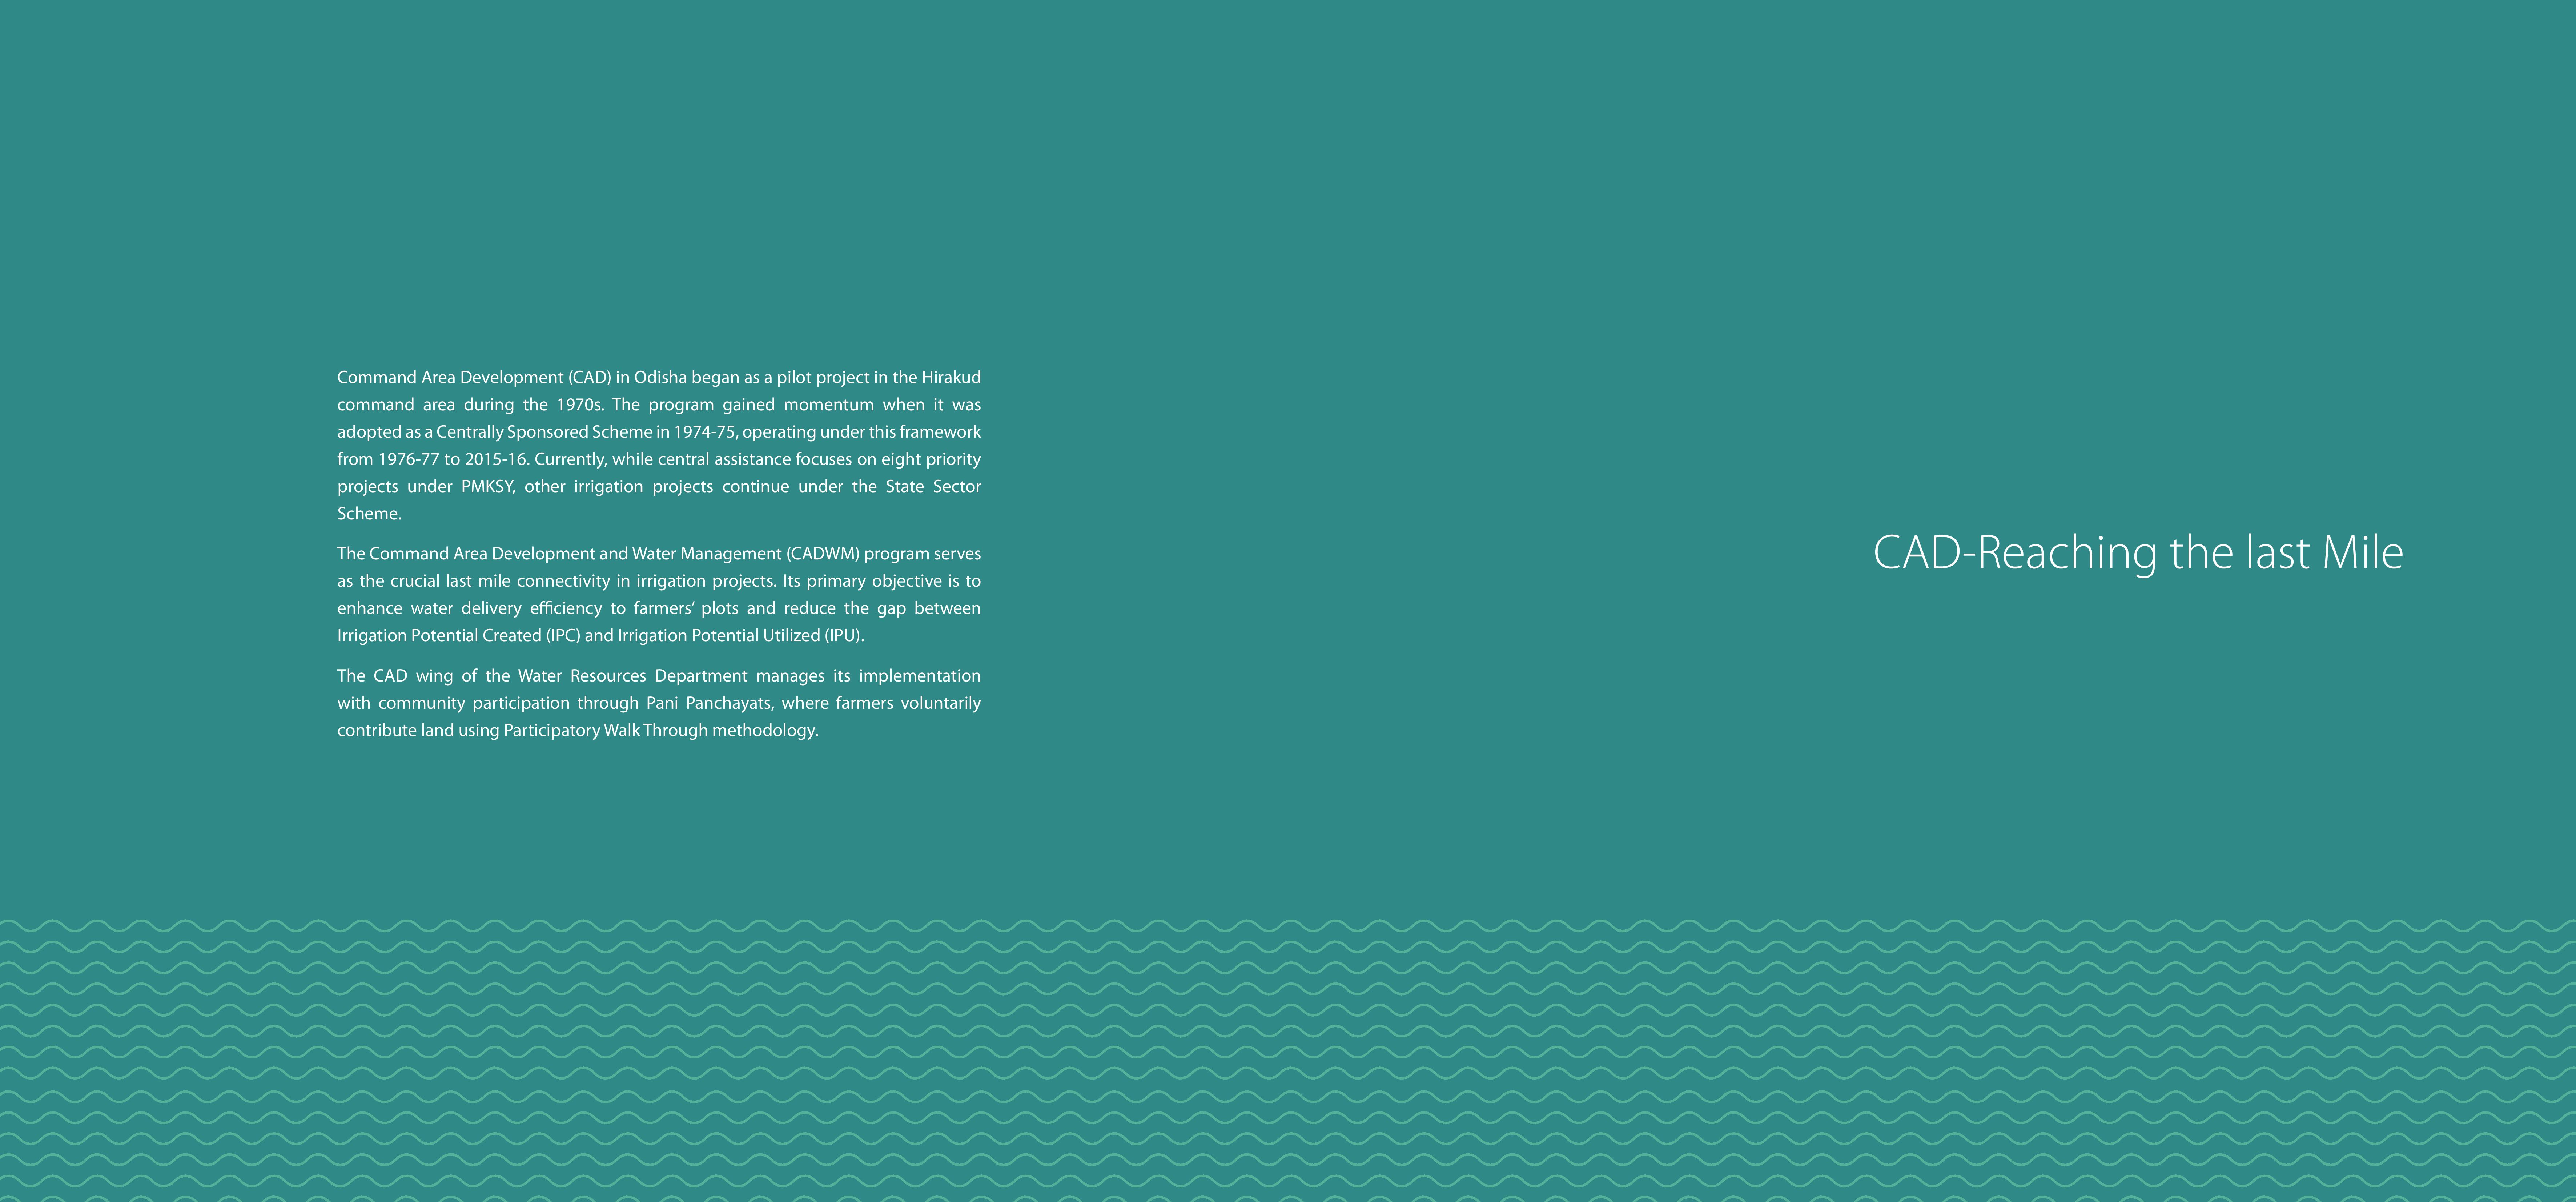 Command Area Development (CAD) in Odisha began as a pilot project in the Hirakud
command area during the 1970s. The program gained momentum when it was
adopted as a Centrally Sponsored Scheme in 1974-75, operating under this framework
from 1976-77 to 2015-16. Currently, while central assistance focuses on eight priority
projects under PMKSY, other irrigation projects continue under the State Sector
Scheme.
The Command Area Development and Water Management (CADWM) program serves
as the crucial last mile connectivity in irrigation projects. Its primary objective is to
enhance water delivery efficiency to farmers’ plots and reduce the gap between
Irrigation Potential Created (IPC) and Irrigation Potential Utilized (IPU).
The CAD wing of the Water Resources Department manages its implementation
with community participation through Pani Panchayats, where farmers voluntarily
contribute land using Participatory Walk Through methodology.
CAD-Reaching the last Mile